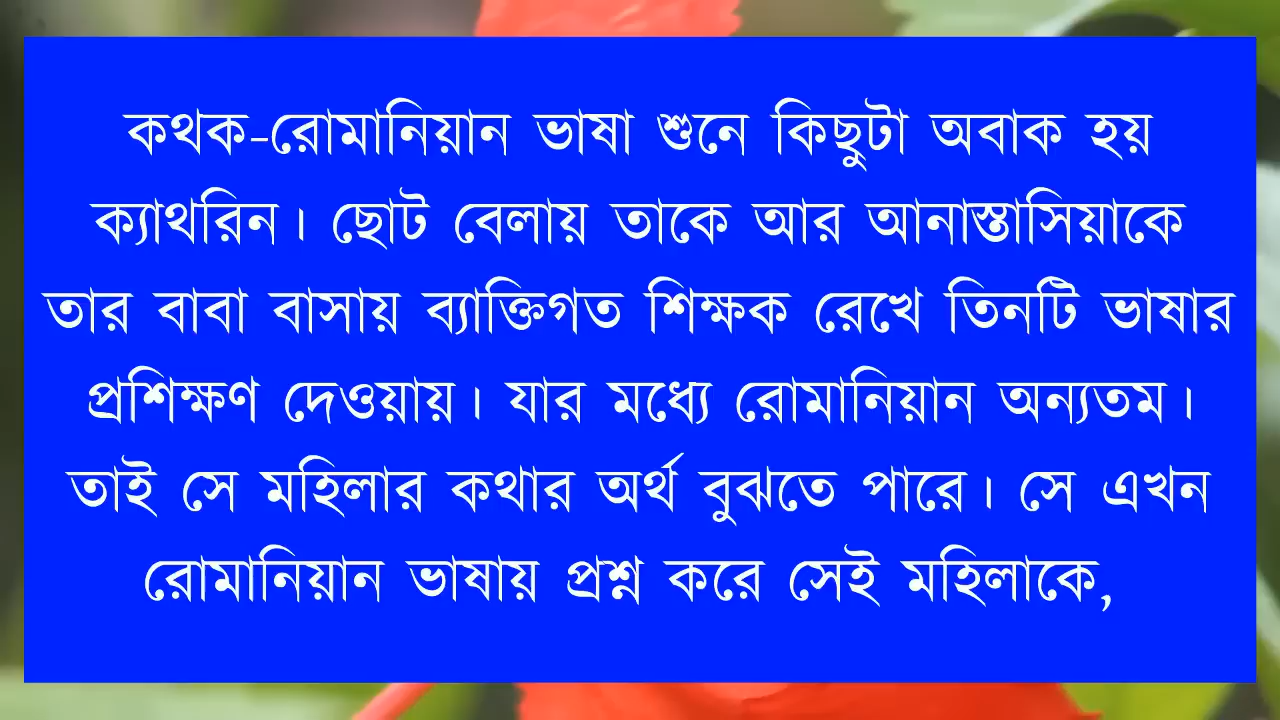 কথক-রোমানিয়ান ভাষা শুনে কিছুটা অবাক হয়
ক্যাথরিন। ছোট বেলায় তাকে আর আনাস্তাসিয়াকে
তার বাবা বাসায় ব্যাক্তিগত শিক্ষক রেখে তিনটি ভাষার
প্রশিক্ষণ দেওয়ায়। যার মধ্যে রোমানিয়ান অন্যতম।
তাই সে মহিলার কথার অর্থ বুঝতে পারে। সে এখন
রোমানিয়ান ভাষায় প্রশ্ন করে সেই মহিলাকে,